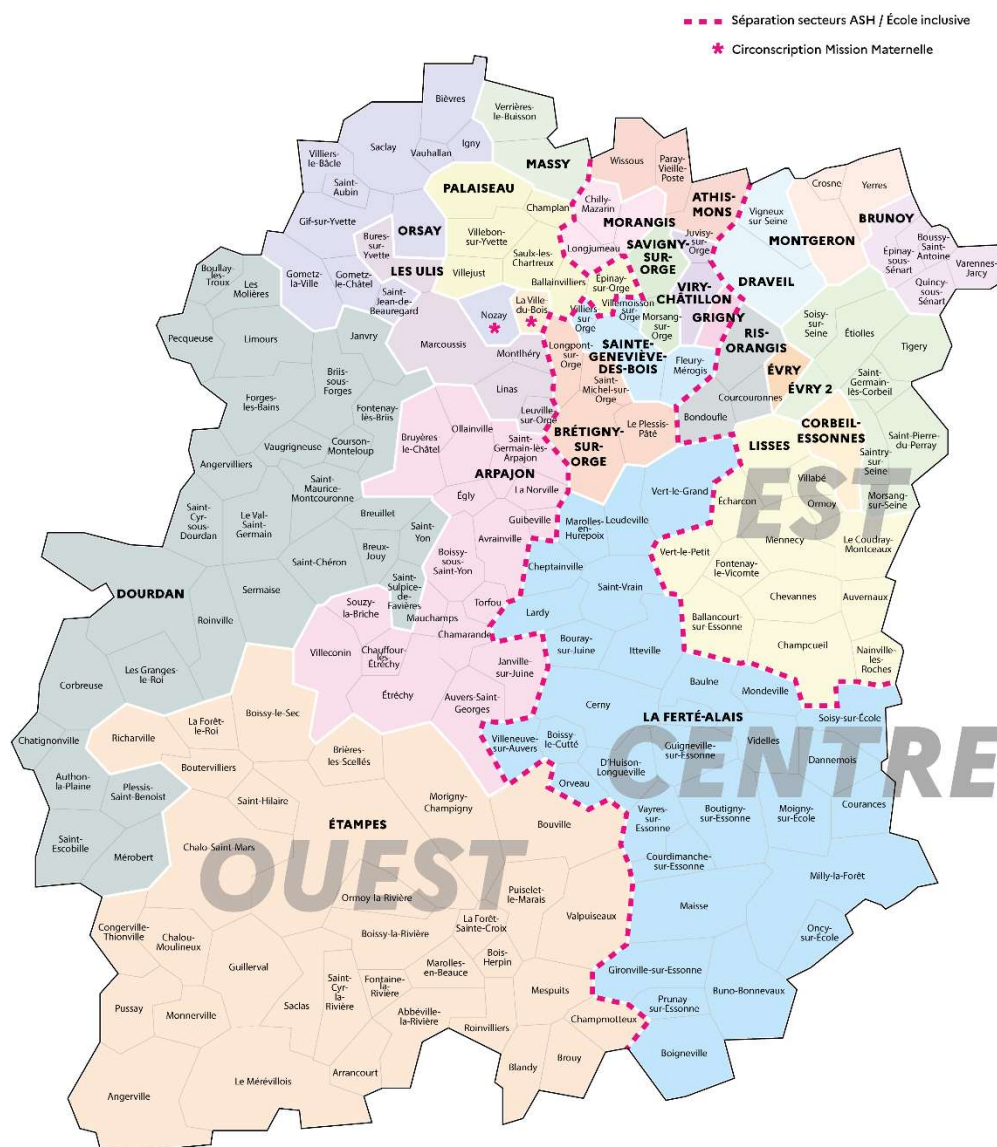 Séparation secteurs ASH / École inclusive
Circonscription Mission Maternelle
Bièvres
Verrières-
le-Buisson
Saclay
Igny
Vauhallan
Villiers-
le-Bâcle
MASSY
Wissous
Paray-
Vieille-
Poste
Saint-
Aubin
PALAISEAU
ATHIS-
MONS
Crosne
Yerres
Champlan
Chilly-
Mazarin
Vigneux
sur Seine
BRUNOY
Gif-sur-Yvette
ORSAY
Villebon-
sur-Yvette
MORANGIS
Juvisy-
sur-
Orge
MONTGERON
Boussy-
Saint-
Antoine
Bures-
sur-
Yvette
Longjumeau
SAVIGNY-
SUR-
ORGE
Épinay-
sous-
Sénart
Varennes-
Jarcy
Saulx-les-
Chartreux
LES ULIS
Villejust
DRAVEIL
Quincy-
sous-
Sénart
Boullay-
les-
Troux
Les
Molières
Gometz-
la-Ville
Gometz-
le-Châtel
Ballainvilliers
Epinay-
sur-Orge
VIRY-
CHÂTILLON
Saint-
Jean-de-
Beauregard
La Ville
du-Bois
Villemoisson
sur-Orge
Villiers
sur-
Orge
GRIGNY
Soisy-
sur-
Seine
Nozay
Morsang-
sur-Orge
RIS-
ORANGIS
Étiolles
Pecqueuse
Limours
Janvry
Marcoussis
SAINTE-
GENEVIÈVE-
DES-BOIS
Tigery
Longpont-
sur-
Orge
Montlhéry
Fleury-
Mérogis
ÉVRY
Briis-
sous-
Forges
Saint-
Michel-sur-
Orge
ÉVRY 2
Saint-
Germain-
lès-Corbeil
Linas
Courcouronnes
Forges-
les-Bains
Fontenay-
lès-Briis
Leuville-
sur-Orge
Bondoufle
CORBEIL-
ESSONNES
Le Plessis-
Pâté
Ollainville
BRÉTIGNY-
SUR-
ORGE
LISSES
Saint-Pierre-
du-Perray
Vaugrigneuse
Courson-
Monteloup
Bruyères
le-Châtel
Saint-
Germain-lès-
Arpajon
Saintry-
sur-
Seine
Angervilliers
ARPAJON
Villabé
Vert-le-Grand
Saint-
Maurice-
Montcouronne
Égly
La Norville
Écharcon
EST
Ormoy
Morsang-
sur-Seine
Saint-
Cyr-
sous-
Dourdan
Le Val-
Saint-
Germain
Breuillet
Guibeville
Marolles-
en-
Hurepoix
Leudeville
Mennecy
Le Coudray-
Montceaux
Saint-
Yon
Avrainville
Vert-le-Petit
Breux-
Jouy
Boissy-
sous-
Saint-Yon
Cheptainville
Fontenay-
le-Vicomte
Saint-Chéron
Saint-Vrain
Chevannes
Auvernaux
DOURDAN
Sermaise
Saint-
Sulpice-
de-
Favières
Torfou
Souzy-
la-Briche
Mauchamps
Lardy
Ballancourt-
sur-Essonne
Roinville
Chamarande
Champcueil
Villeconin
Chauffour-
les-
Étréchy
Bouray-
sur-Juine
Itteville
Nainville-
les-
Roches
Les Granges-
le-Roi
Janville-
sur-Juine
Corbreuse
Étréchy
Auvers-Saint-
Georges
Baulne
Mondeville
Boissy-le-Sec
Cerny
La Forêt-
le-Roi
LA FERTÉ-ALAIS
Soisy-sur-École
Chatignonville
Richarville
Villeneuve-
sur-Auvers
Boissy-
le-Cutté
Guigneville-
sur-Essonne
Videlles
CENTRE
Brières-
les-Scellés
Boutervilliers
Dannemois
D'Huison-
Longueville
Authon-
la-Plaine
Plessis-
Saint-Benoist
Orveau
Morigny-
Champigny
Saint-Hilaire
Courances
ÉTAMPES
Bouville
Vayres-
sur-
Essonne
Boutigny-
sur-Essonne
Moigny-
sur-École
Saint-
Escobille
Chalo-Saint-Mars
Mérobert
OUEST
Courdimanche-
sur-Essonne
Milly-la-Forêt
Puiselet-
le-Marais
Ormoy-la-Rivière
Maisse
Congerville-
Thionville
Chalou-
Moulineux
Boissy-la-Rivière
La Forêt-
Sainte-Croix
Valpuiseaux
Oncy-
sur-École
Bois-
Herpin
Guillerval
Marolles-
en-Beauce
Gironville-sur-Essonne
Saint-
Cyr-
la-
Rivière
Fontaine-
la-
Rivière
Mespuits
Buno-Bonnevaux
Pussay
Saclas
Prunay
-sur-Essonne
Monnerville
Abbéville-
la-Rivière
Champmotteux
Roinvilliers
Boigneville
Brouy
Blandy
Arrancourt
Le Mérévillois
Angerville